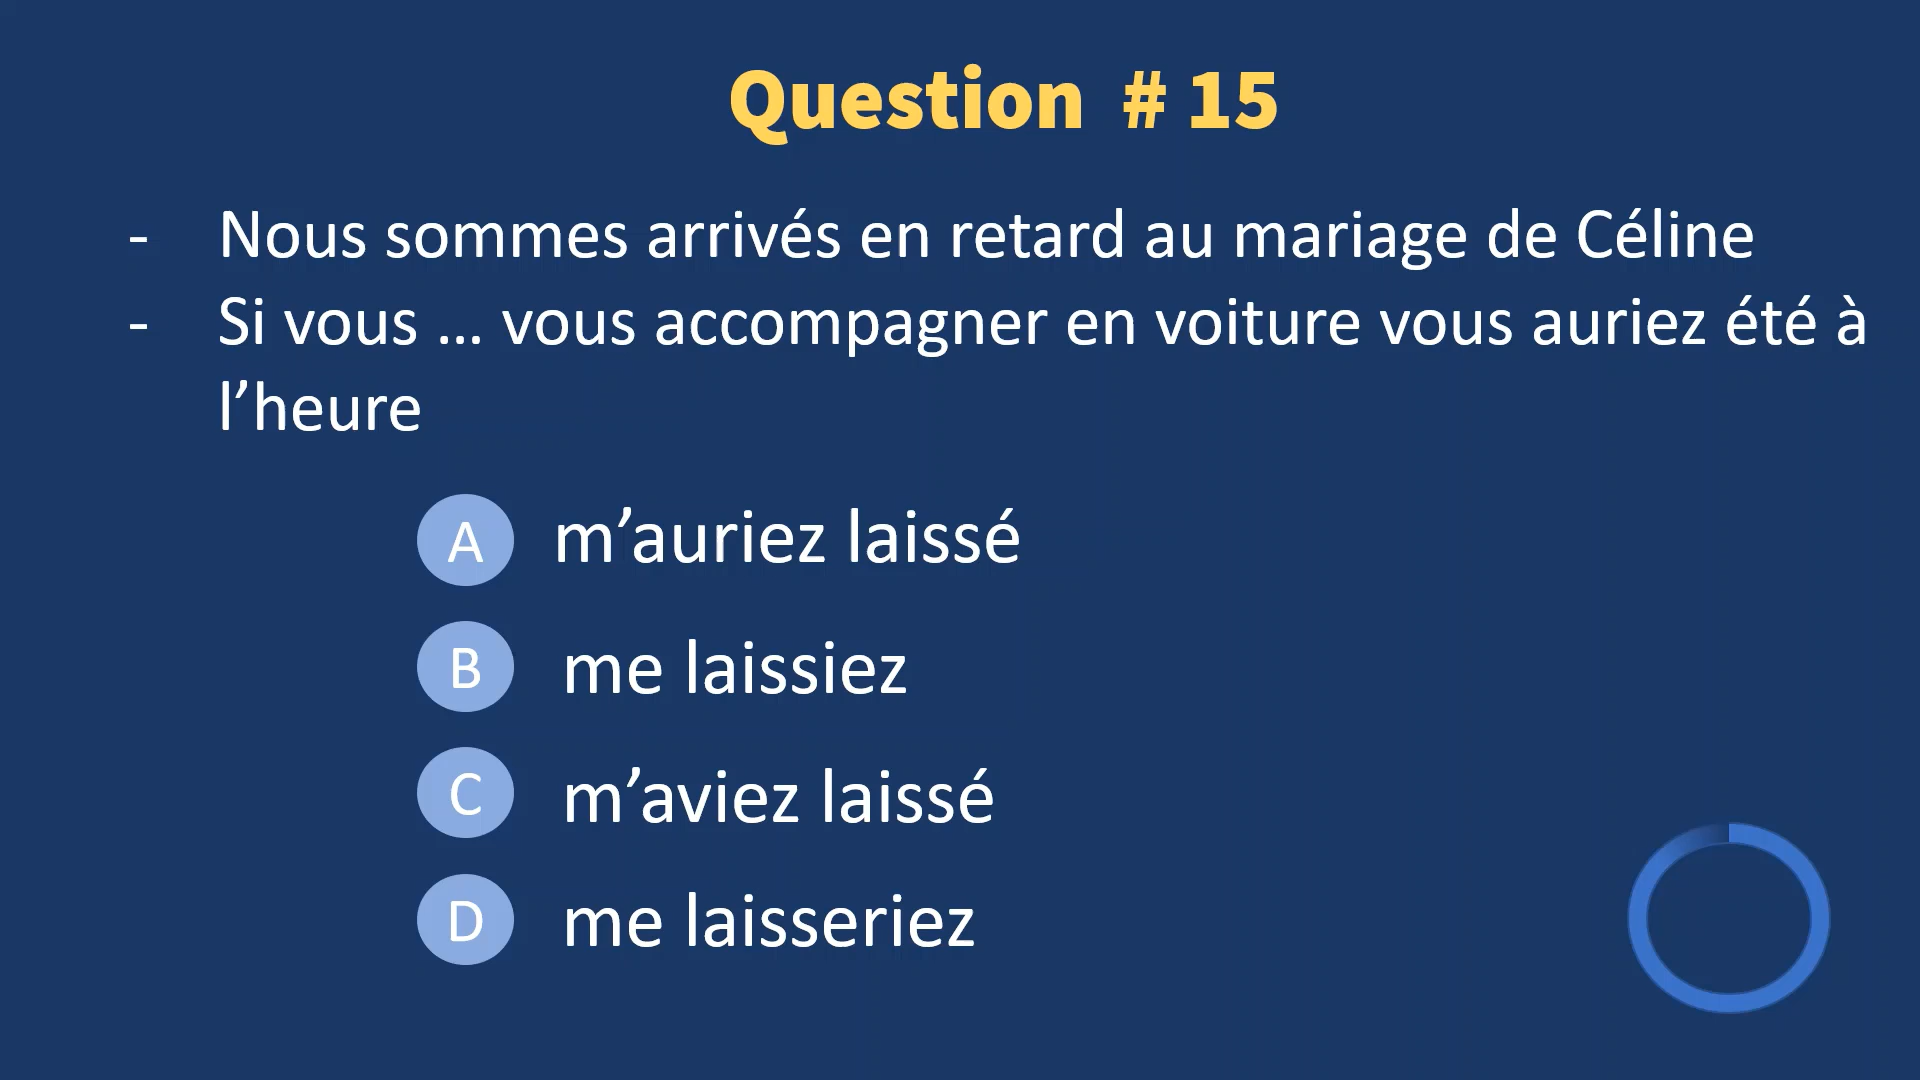 Question # 15
- Nous sommes arrivés en retard au mariage de Céline
- Si vous ... vous accompagner en voiture vous auriez été à
l’heure
A m’auriez laissé
B me laissiez
C m’aviez laissé
D me laisseriez